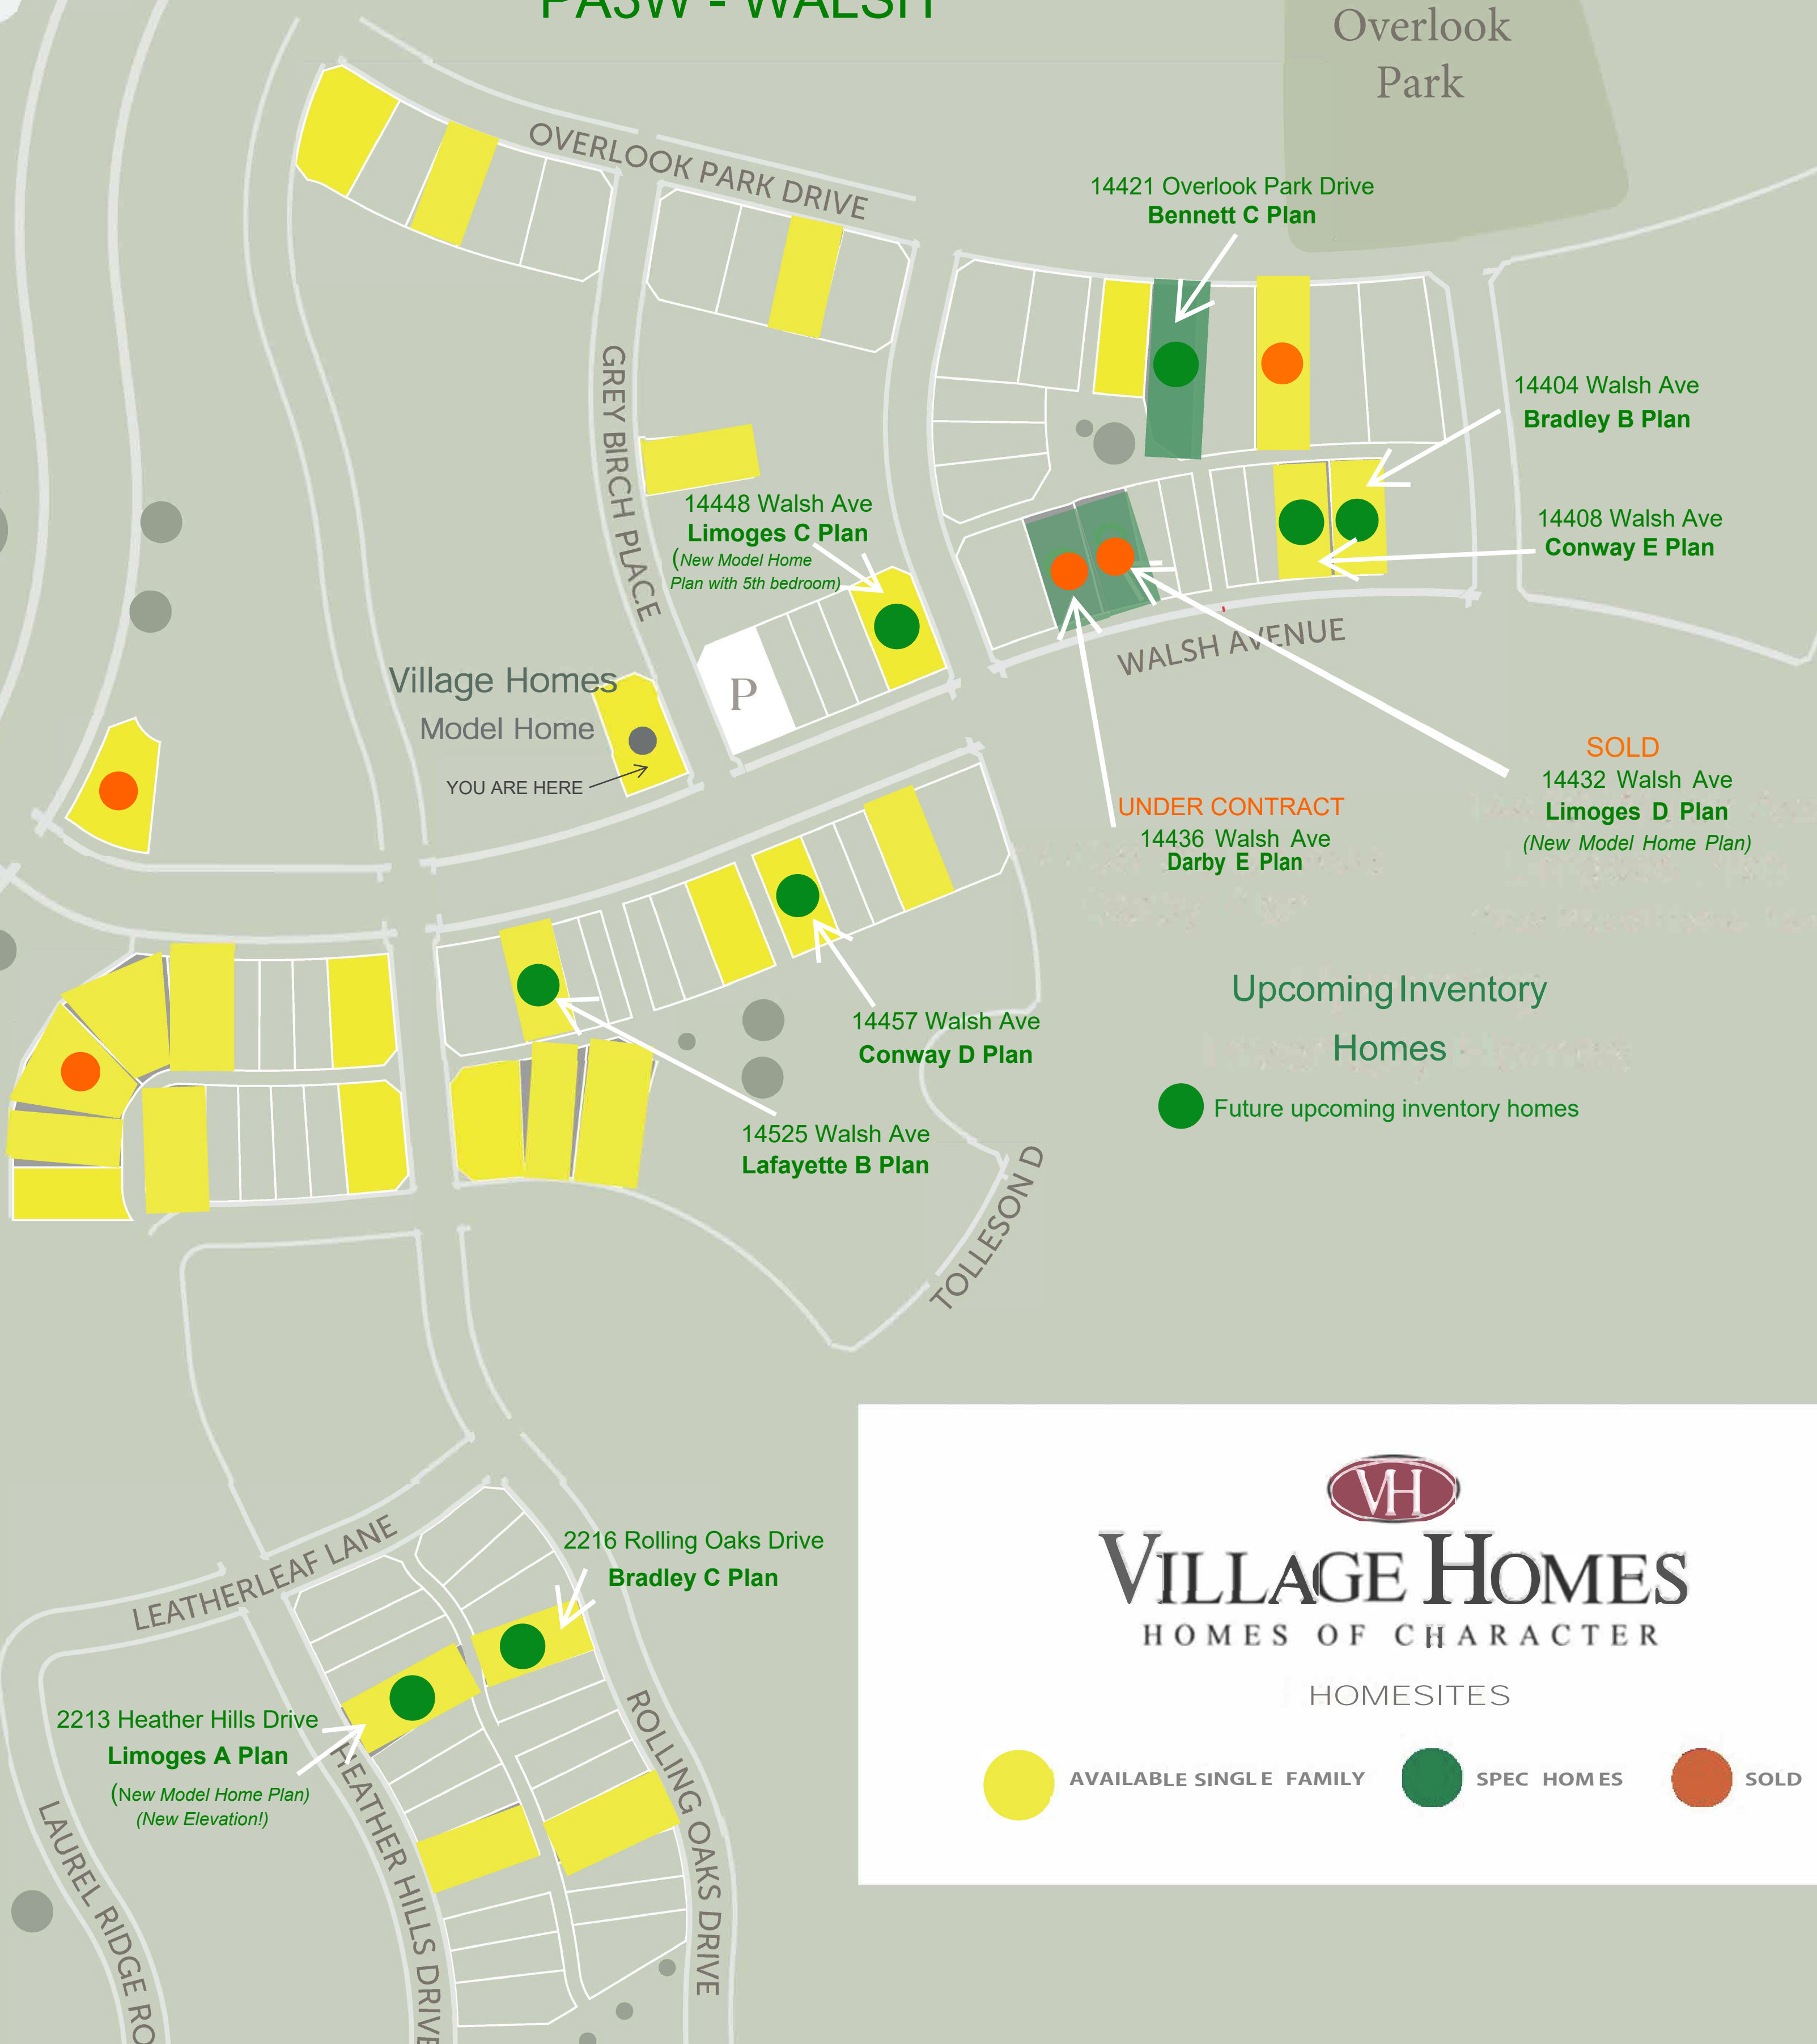 PA3W - WALSH
Overlook
Park
OVERLOOK PARK DRIVE
14421 Overlook Park Drive
Bennett C Plan
GREY BIRCH PLACE
14404 Walsh Ave
Bradley B Plan
14448 Walsh Ave
Limoges C Plan
(New Model Home
Plan with 5th bedroom)
14408 Walsh Ave
Conway E Plan
WALSH AVENUE
Village Homes
Model Home
YOU ARE HERE
P
SOLD
14432 Walsh Ave
Limoges D Plan
(New Model Home Plan)
UNDER CONTRACT
14436 Walsh Ave
Darby E Plan
14457 Walsh Ave
Conway D Plan
Upcoming Inventory
Homes
Future upcoming inventory homes
14525 Walsh Ave
Lafayette B Plan
TOLLESON D
LEATHERLEAF LANE
2216 Rolling Oaks Drive
Bradley C Plan
2213 Heather Hills Drive
Limoges A Plan
(New Model Home Plan)
(New Elevation!)
HEATHER HILLS DRIVE
ROLLING OAKS DRIVE
LAUREL RIDGE RO
VH
VILLAGE HOMES
HOMES OF CHARACTER
HOMESITES
AVAILABLE SINGLE FAMILY
SPEC HOMES
SOLD